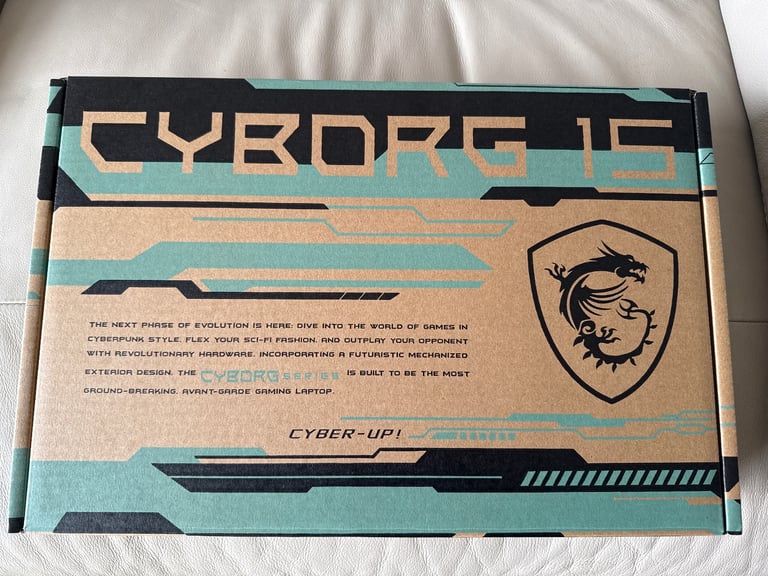 CYBORG 15
THE NEXT PHASE OF EVOLUTION IS HERE: DIVE INTO THE WORLD OF GAMES IN
CYBERPUNK STYLE, FLEX YOUR SCI-FI FASHION, AND OUTPLAY YOUR OPPONENT
WITH REVOLUTIONARY HARDWARE. INCORPORATING A FUTURISTIC MECHANIZED
EXTERIOR DESIGN, THE CYBORG SERIES IS BUILT TO BE THE MOST
GROUND-BREAKING, AVANT-GARDE GAMING LAPTOP.
CYBER-UP!